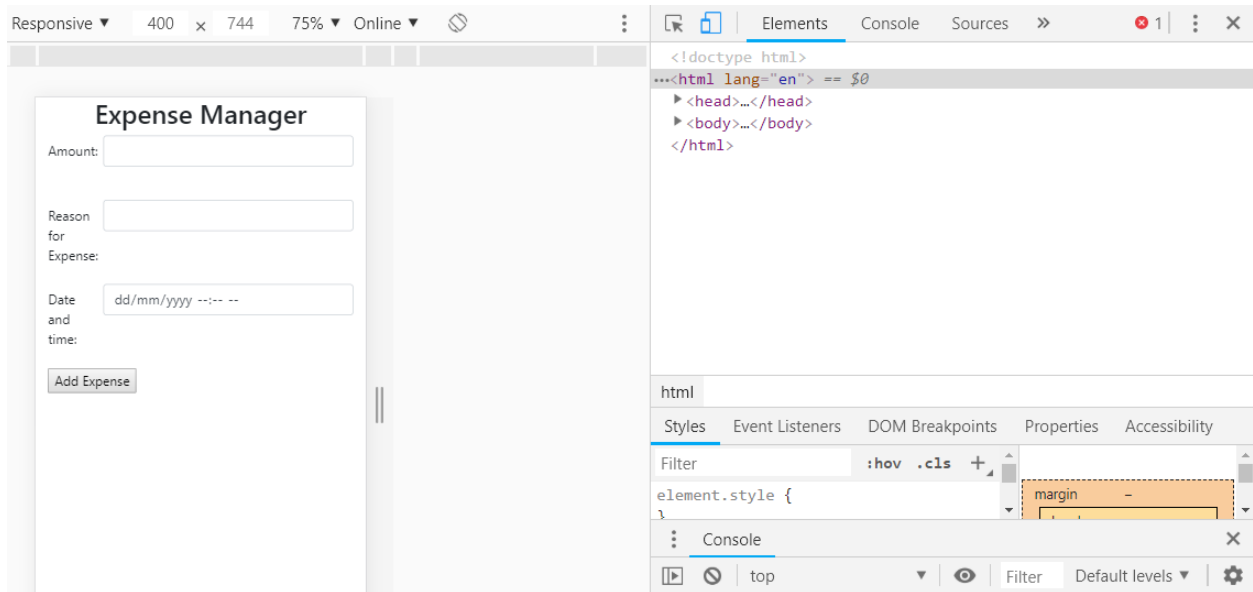 Responsive ▼ 400 × 744 75% ▼ Online ▼
Elements Console Sources » 1
Expense Manager
Amount:
Reason
for
Expense:
Date
and
time:
dd/mm/yyyy --:-- --
Add Expense
<!doctype html>
•••<html lang="en"> == $0
▶<head>…</head>
▶<body>…</body>
</html>
html
Styles Event Listeners DOM Breakpoints Properties Accessibility
Filter :hov .cls +
element.style {
}
margin –
Console
top ▼ Filter Default levels ▼